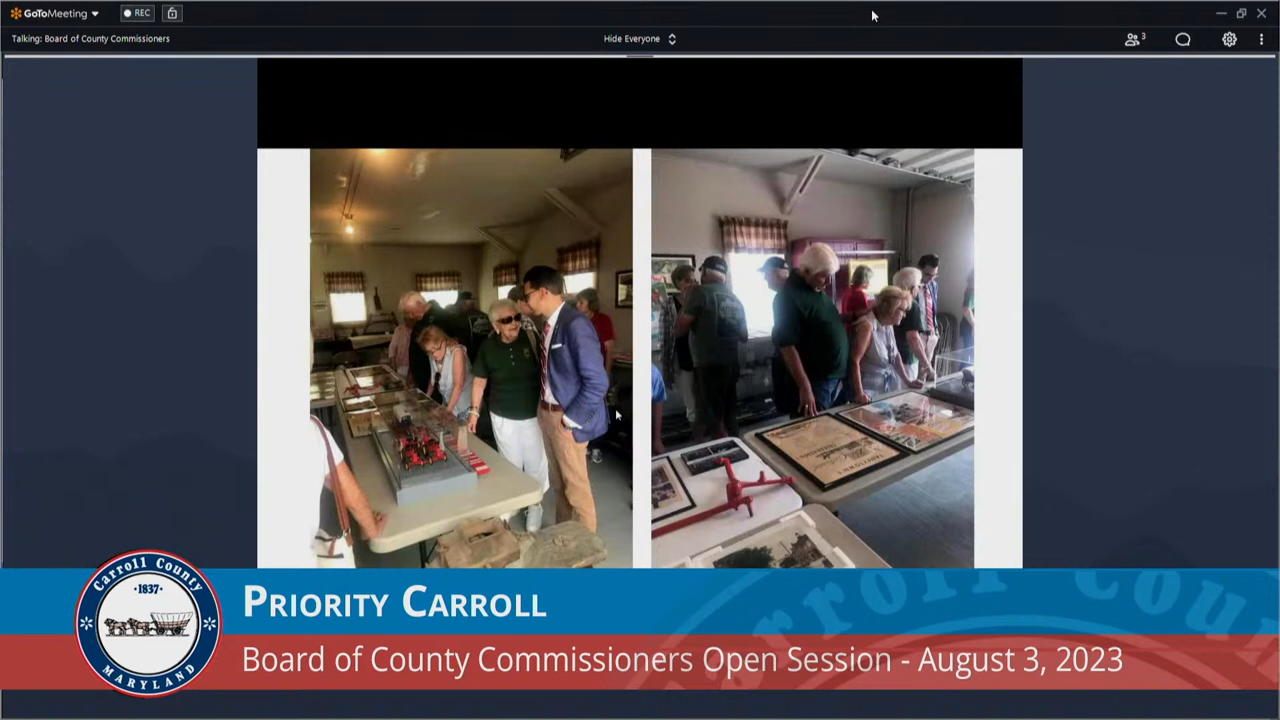 GoToMeeting
REC
Talking: Board of County Commissioners
Hide Everyone
3
Carroll County
·1837·
MARYLAND
PRIORITY CARROLL
Board of County Commissioners Open Session - August 3, 2023